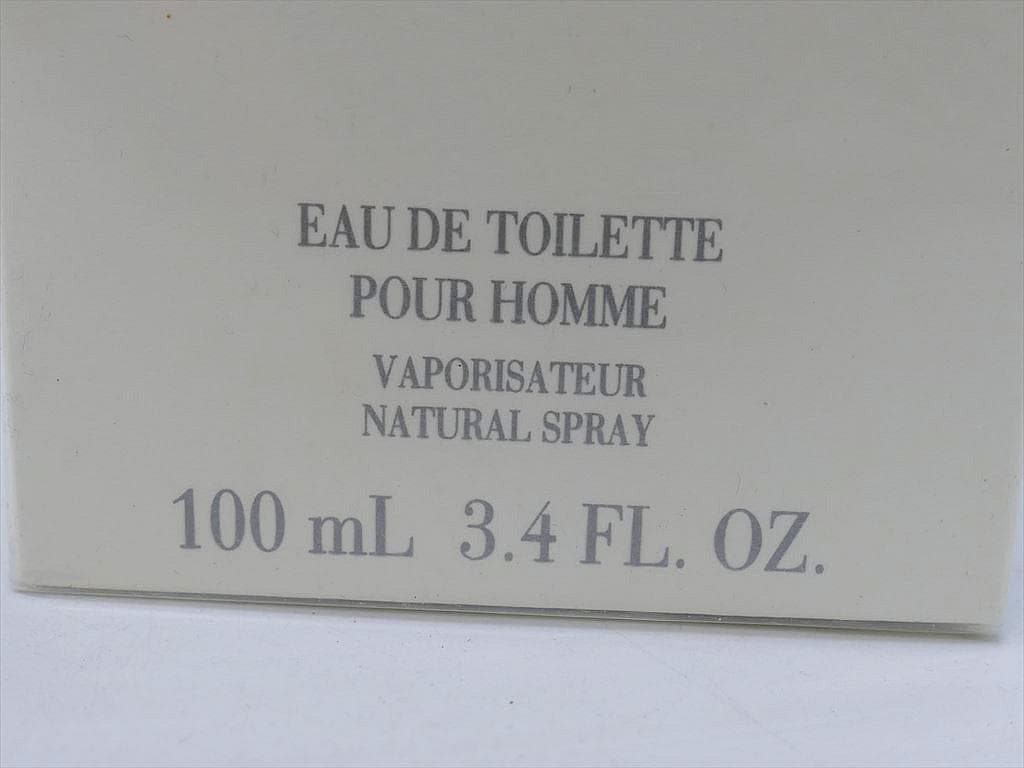 EAU DE TOILETTE
POUR HOMME
VAPORISATEUR
NATURAL SPRAY
100 mL 3.4 FL. OZ.